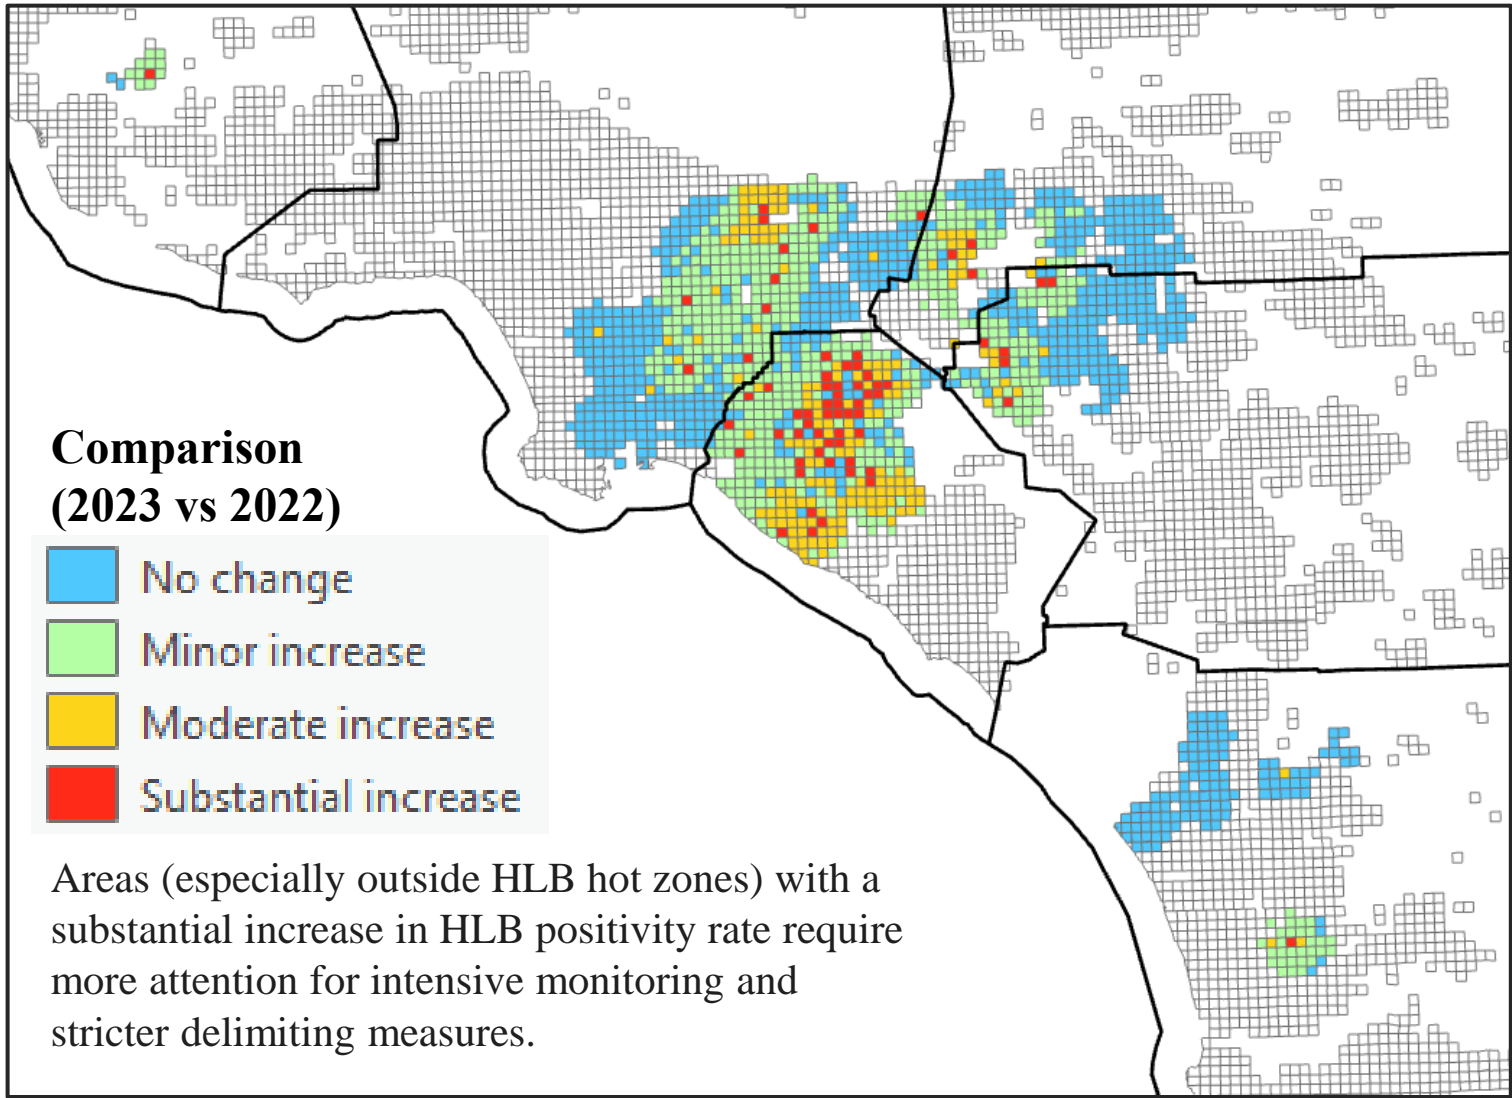 Comparison
(2023 vs 2022)
No change
Minor increase
Moderate increase
Substantial increase
Areas (especially outside HLB hot zones) with a
substantial increase in HLB positivity rate require
more attention for intensive monitoring and
stricter delimiting measures.